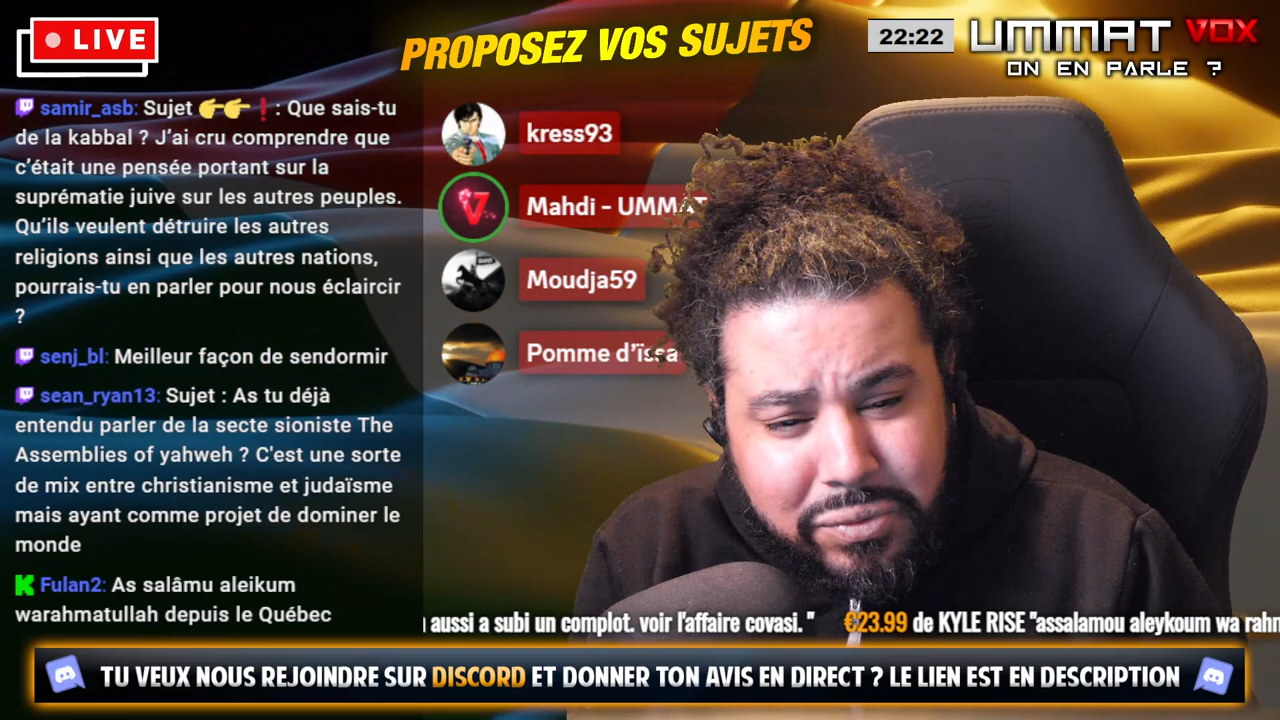 LIVE
PROPOSEZ VOS SUJETS
22:22
UMMAT VOX
ON EN PARLE ?
samir_asb: Sujet 👉👉❗: Que sais-tu
de la kabbal ? J'ai cru comprendre que
c'était une pensée portant sur la
suprématie juive sur les autres peuples.
Qu'ils veulent détruire les autres
religions ainsi que les autres nations,
pourrais-tu en parler pour nous éclaircir
?
senj_bl: Meilleur façon de sendormir
sean_ryan13: Sujet : As tu déjà
entendu parler de la secte sioniste The
Assemblies of yahweh ? C'est une sorte
de mix entre christianisme et judaïsme
mais ayant comme projet de dominer le
monde
Fulan2: As salâmu aleikum
warahmatullah depuis le Québec
kress93
Mahdi - UMMAT
Moudja59
Pomme d'ïssa
aussi a subi un complot. voir l'affaire covasi. " €23.99 de KYLE RISE "assalamou aleykoum wa rahm
TU VEUX NOUS REJOINDRE SUR DISCORD ET DONNER TON AVIS EN DIRECT ? LE LIEN EST EN DESCRIPTION